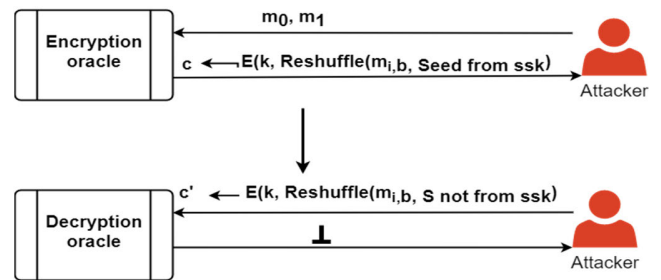 m0, m1
Encryption
oracle
c ← E(k, Reshuffle(mi,b, Seed from ssk)
Attacker
c' ← E(k, Reshuffle(mi,b, S not from ssk)
Decryption
oracle
⊥
Attacker